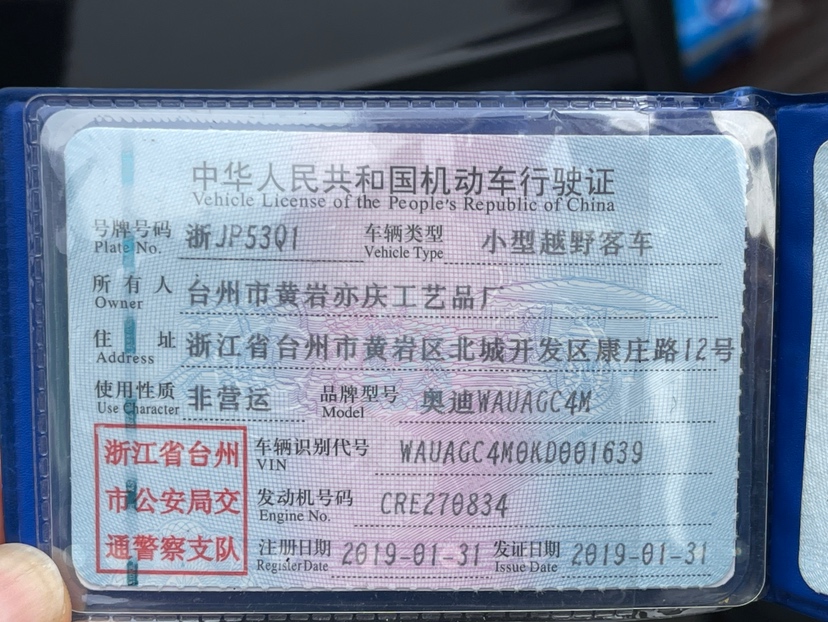 中华人民共和国机动车行驶证
Vehicle License of the People's Republic of China
号牌号码 浙JP53Q1 车辆类型 小型越野客车
Plate No. Vehicle Type
所有人 台州市黄岩亦庆工艺品厂
Owner
住址 浙江省台州市黄岩区北城开发区康庄路12号
Address
使用性质 非营运 品牌型号 奥迪WAUAGC4M
Use Character Model
浙江省台州 车辆识别代号 WAUAGC4M0KD001639
VIN
市公安局交 发动机号码 CRE270834
Engine No.
通警察支队 注册日期 2019-01-31 发证日期 2019-01-31
Register Date Issue Date